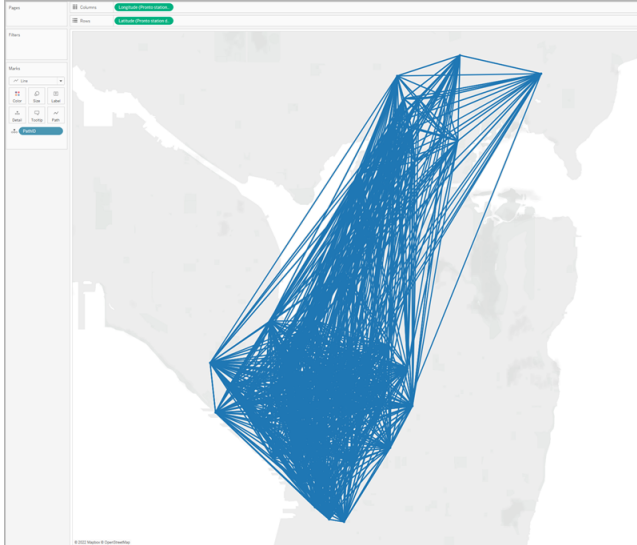 Pages
Columns
Longitude (Pronto station..
Rows
Latitude (Pronto station d..
Filters
Marks
Line
Color
Size
Label
Detail
Tooltip
Path
PathID
© 2022 Mapbox © OpenStreetMap